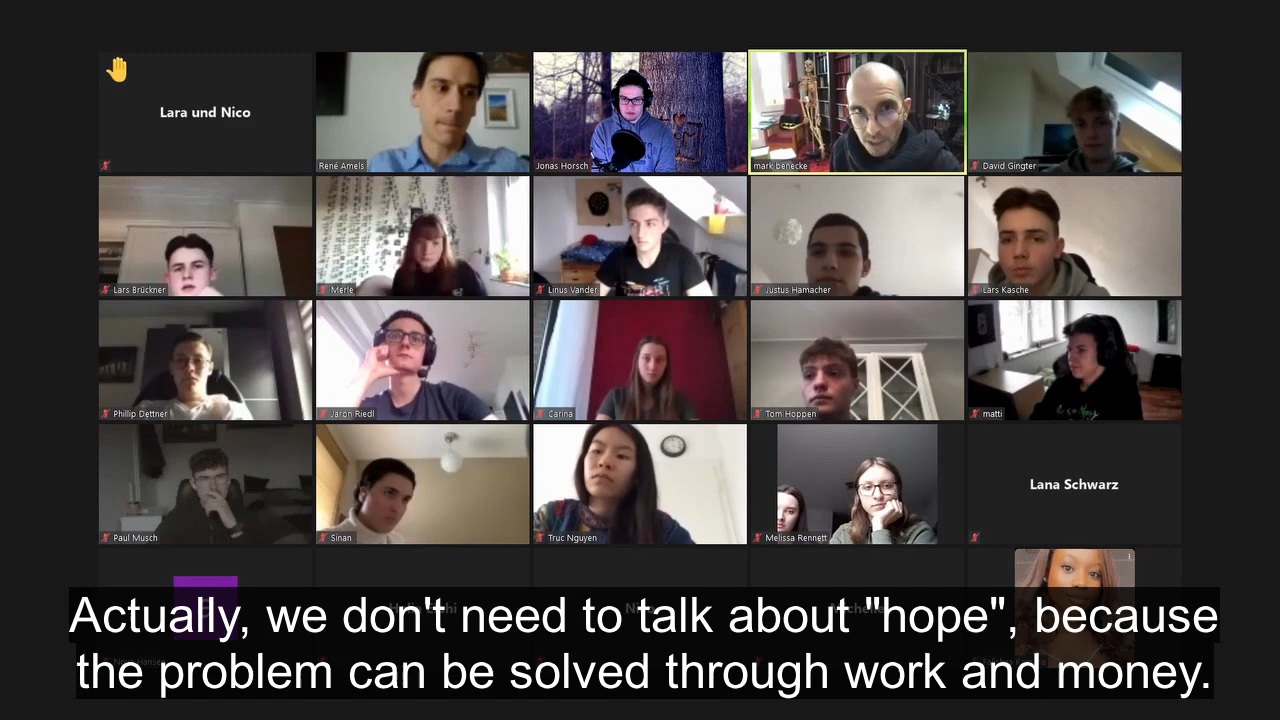 Lara und Nico
René Amels
Jonas Horsch
mark benecke
David Gingter
Lars Brückner
Merle
Linus Vander
Justus Hamacher
Lars Kasche
Phillip Dettner
Jaron Riedl
Carina
Tom Hoppen
matti
Paul Musch
Sinan
Truc Nguyen
Melissa Rennett
Lana Schwarz
Actually, we don't need to talk about "hope", because
the problem can be solved through work and money.